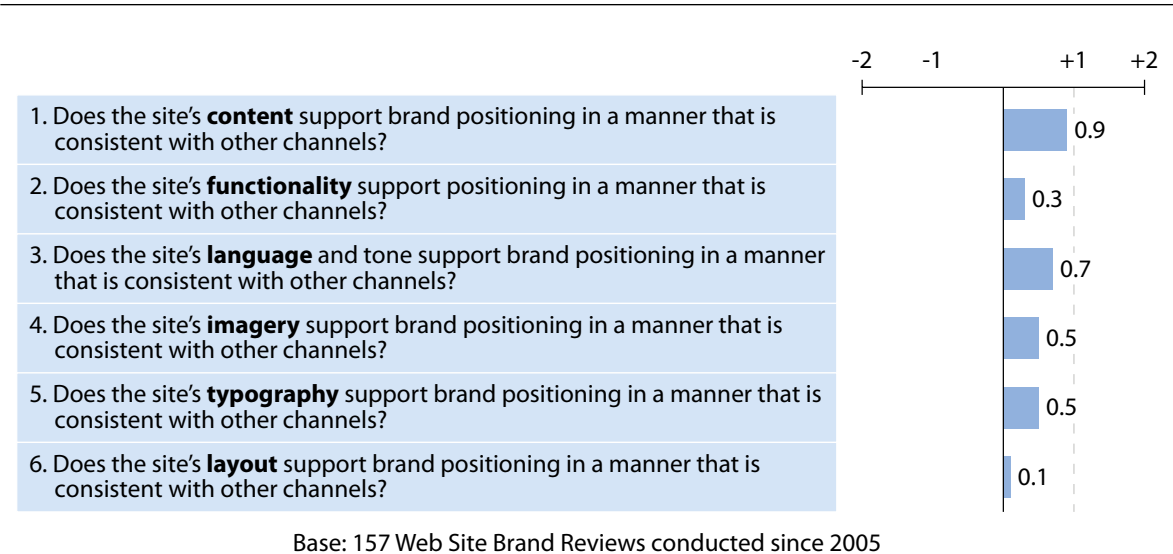 -2 -1 +1 +2
1. Does the site’s content support brand positioning in a manner that is
consistent with other channels?
0.9
2. Does the site’s functionality support positioning in a manner that is
consistent with other channels?
0.3
3. Does the site’s language and tone support brand positioning in a manner
that is consistent with other channels?
0.7
4. Does the site’s imagery support brand positioning in a manner that is
consistent with other channels?
0.5
5. Does the site’s typography support brand positioning in a manner that is
consistent with other channels?
0.5
6. Does the site’s layout support brand positioning in a manner that is
consistent with other channels?
0.1
Base: 157 Web Site Brand Reviews conducted since 2005